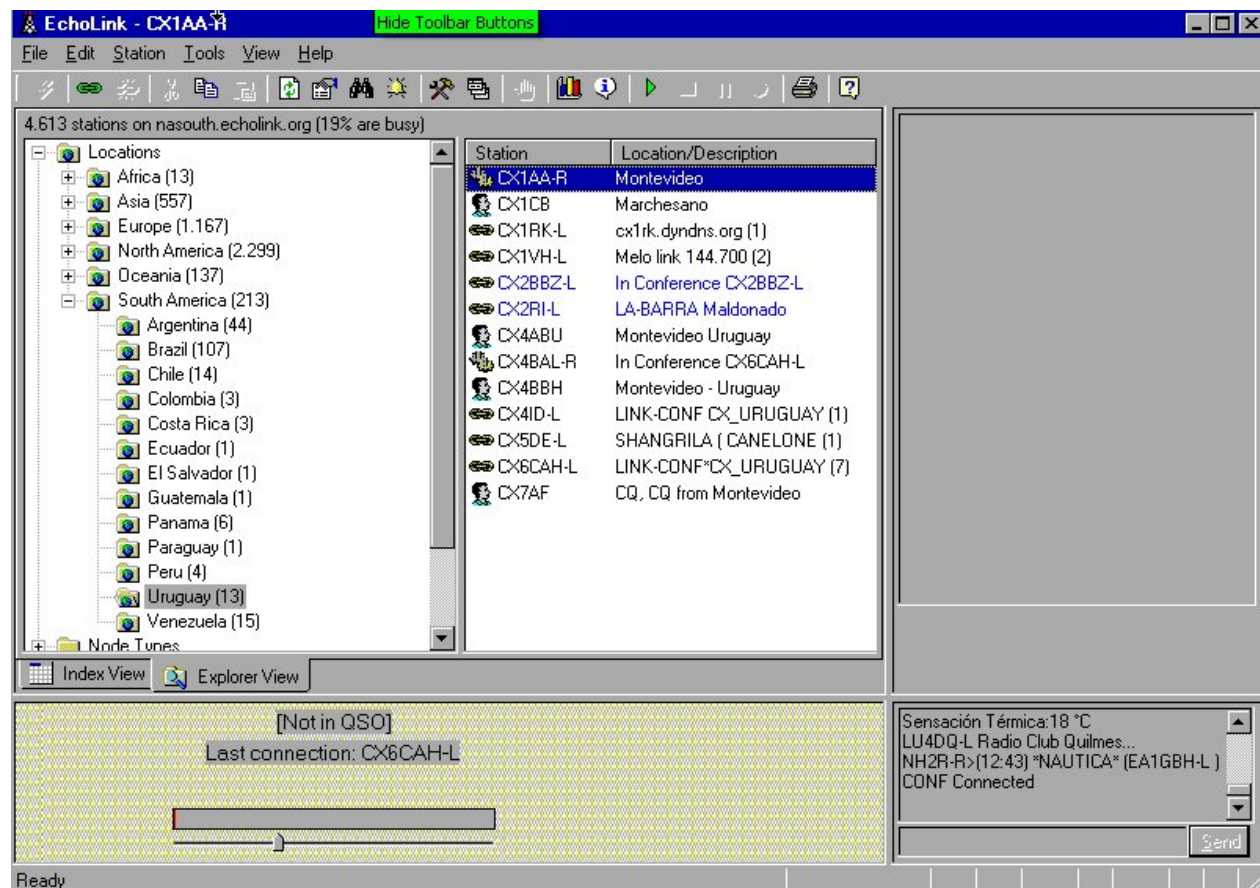 EchoLink - CX1AA-R
Hide Toolbar Buttons
File Edit Station Tools View Help
4.613 stations on nasouth.echolink.org (19% are busy)
Locations
Africa (13)
Asia (557)
Europe (1.167)
North America (2.299)
Oceania (137)
South America (213)
Argentina (44)
Brazil (107)
Chile (14)
Colombia (3)
Costa Rica (3)
Ecuador (1)
El Salvador (1)
Guatemala (1)
Panama (6)
Paraguay (1)
Peru (4)
Uruguay (13)
Venezuela (15)
Node Types
Index View Explorer View
Station Location/Description
CX1AA-R Montevideo
CX1CB Marchesano
CX1RK-L cx1rk.dyndns.org (1)
CX1VH-L Melo link 144.700 (2)
CX2BBZ-L In Conference CX2BBZ-L
CX2RI-L LA-BARRA Maldonado
CX4ABU Montevideo Uruguay
CX4BAL-R In Conference CX6CAH-L
CX4BBH Montevideo - Uruguay
CX4ID-L LINK-CONF CX_URUGUAY (1)
CX5DE-L SHANGRILA ( CANELONE (1)
CX6CAH-L LINK-CONF*CX_URUGUAY (7)
CX7AF CQ, CQ from Montevideo
[Not in QSO]
Last connection: CX6CAH-L
Sensación Térmica:18 °C
LU4DQ-L Radio Club Quilmes...
NH2R-R>(12:43) *NAUTICA* (EA1GBH-L )
CONF Connected
Send
Ready